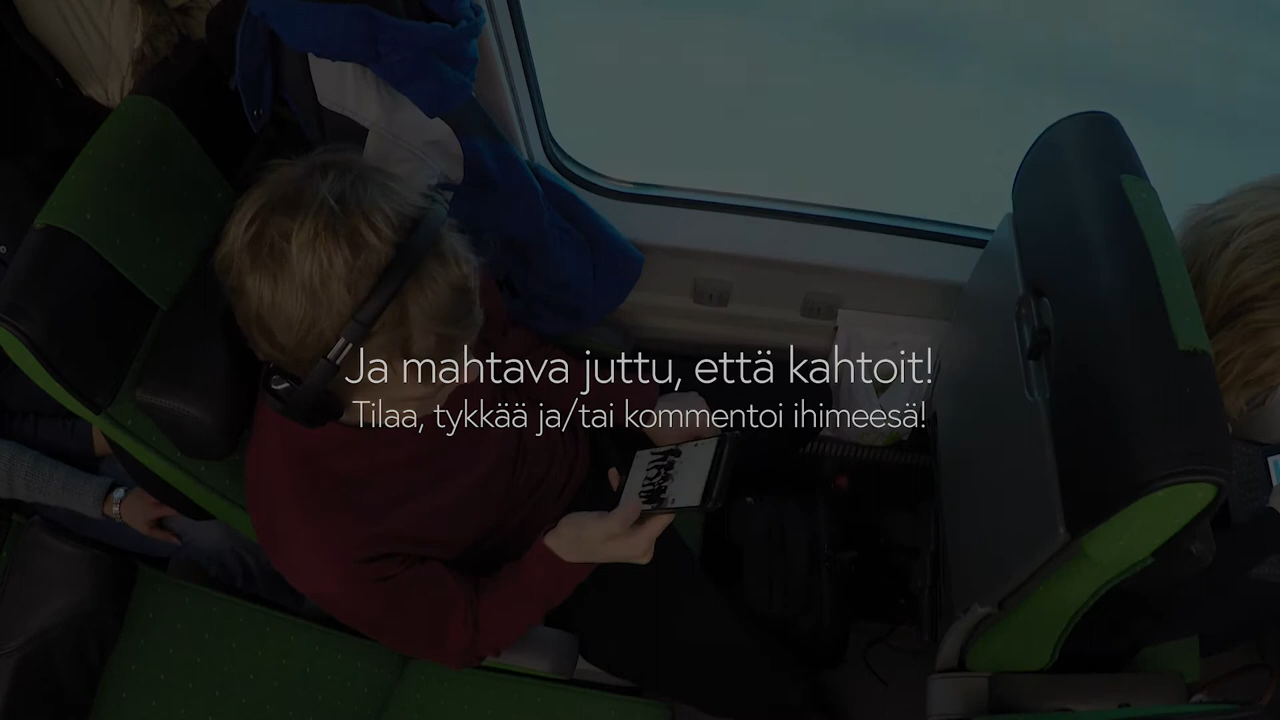 Ja mahtava juttu, että kahtoit!
Tilaa, tykkää ja/tai kommentoi ihimeesä!